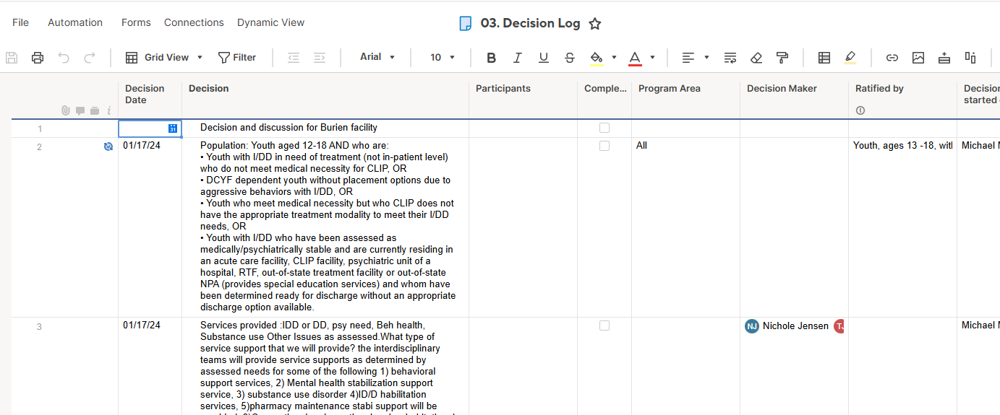 File Automation Forms Connections Dynamic View
03. Decision Log
Grid View Filter Arial 10 B I U S A
Decision Date
Decision
Participants
Comple...
Program Area
Decision Maker
Ratified by
Decision
started
1
31
Decision and discussion for Burien facility
2
01/17/24
Population: Youth aged 12-18 AND who are:
• Youth with I/DD in need of treatment (not in-patient level)
who do not meet medical necessity for CLIP, OR
• DCYF dependent youth without placement options due to
aggressive behaviors with I/DD, OR
• Youth who meet medical necessity but who CLIP does not
have the appropriate treatment modality to meet their I/DD
needs, OR
• Youth with I/DD who have been assessed as
medically/psychiatrically stable and are currently residing in
an acute care facility, CLIP facility, psychiatric unit of a
hospital, RTF, out-of-state treatment facility or out-of-state
NPA (provides special education services) and whom have
been determined ready for discharge without an appropriate
discharge option available.
All
Youth, ages 13 -18, with
Michael
3
01/17/24
Services provided :IDD or DD, psy need, Beh health,
Substance use Other Issues as assessed.What type of
service support that we will provide? the interdisciplinary
teams will provide service supports as determined by
assessed needs for some of the following 1) behavioral
support services, 2) Mental health stabilization support
service, 3) substance use disorder 4)ID/D habilitation
services, 5)pharmacy maintenance stabi support will be
NJ Nichole Jensen TJ
Michael